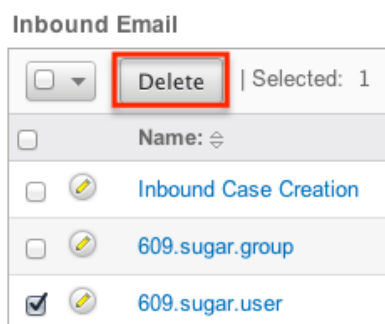 Inbound Email
Delete | Selected: 1
Name:
Inbound Case Creation
609.sugar.group
609.sugar.user